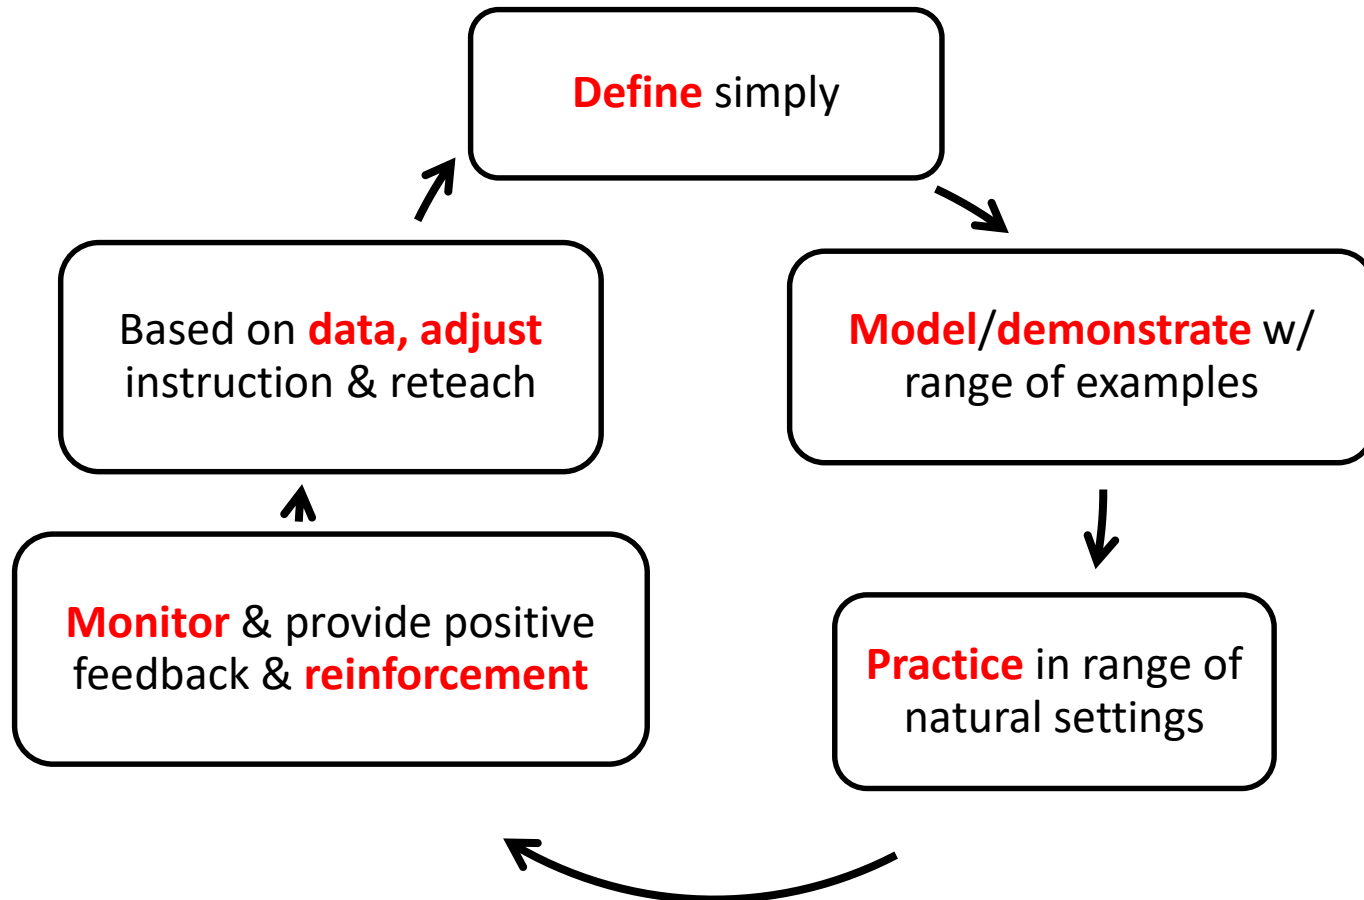 Define simply
Model/demonstrate w/
range of examples
Practice in range of
natural settings
Monitor & provide positive
feedback & reinforcement
Based on data, adjust
instruction & reteach